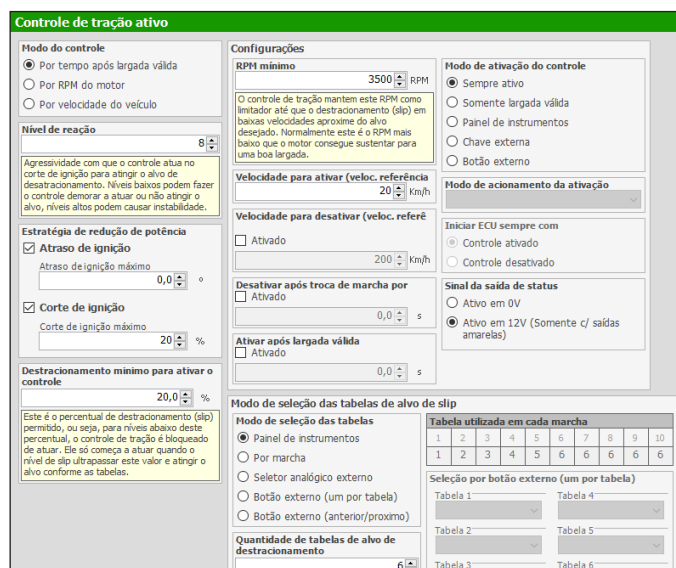 Controle de tração ativo
Modo do controle
Por tempo após largada válida
Por RPM do motor
Por velocidade do veículo
Nível de reação
8
Agressividade com que o controle atua no
corte de ignição para atingir o alvo de
desatracionamento. Níveis baixos podem fazer
o controle demorar a atuar ou não atingir o
alvo, níveis altos podem causar instabilidade.
Estratégia de redução de potência
Atraso de ignição
Atraso de ignição máximo
0,0 °
Corte de ignição
Corte de ignição máximo
20 %
Destracionamento minimo para ativar o
controle
20,0 %
Este é o percentual de destracionamento (slip)
permitido, ou seja, para níveis abaixo deste
percentual, o controle de tração é bloqueado
de atuar. Ele só começa a atuar quando o
nível de slip ultrapassar este valor e atingir o
alvo conforme as tabelas.
Configurações
RPM mínimo
3500 RPM
O controle de tração mantem este RPM como
limitador até que o destracionamento (slip) em
baixas velocidades aproxime do alvo
desejado. Normalmente este é o RPM mais
baixo que o motor consegue sustentar para
uma boa largada.
Velocidade para ativar (veloc. referência
20 Km/h
Velocidade para desativar (veloc. referê
Ativado
200 Km/h
Desativar após troca de marcha por
Ativado
0,0 s
Ativar após largada válida
Ativado
0,0 s
Modo de ativação do controle
Sempre ativo
Somente largada válida
Painel de instrumentos
Chave externa
Botão externo
Modo de acionamento da ativação
Iniciar ECU sempre com
Controle ativado
Controle desativado
Sinal da saída de status
Ativo em 0V
Ativo em 12V (Somente c/ saídas
amarelas)
Modo de seleção das tabelas de alvo de slip
Modo de seleção das tabelas
Painel de instrumentos
Por marcha
Seletor analógico externo
Botão externo (um por tabela)
Botão externo (anterior/proximo)
Quantidade de tabelas de alvo de
destracionamento
6
Tabela utilizada em cada marcha
1 2 3 4 5 6 7 8 9 10
1 2 3 4 5 6 6 6 6 6
Seleção por botão externo (um por tabela)
Tabela 1 Tabela 4
Tabela 2 Tabela 5
Tabela 3 Tabela 6